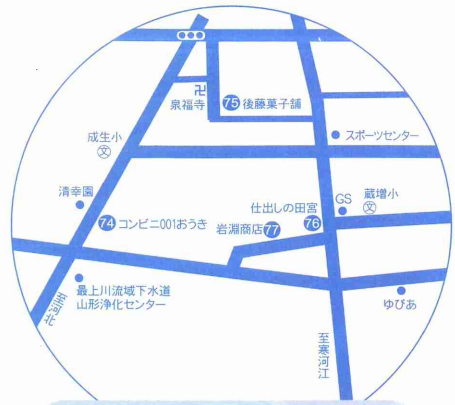 卍
泉福寺
75 後藤菓子舗
成生小
文
スポーツセンター
清幸園
仕出しの田宮
GS
蔵増小
文
74 コンビニ001おうき
岩淵商店 77
76
最上川流域下水道
山形浄化センター
ゆぴあ
至寒河江